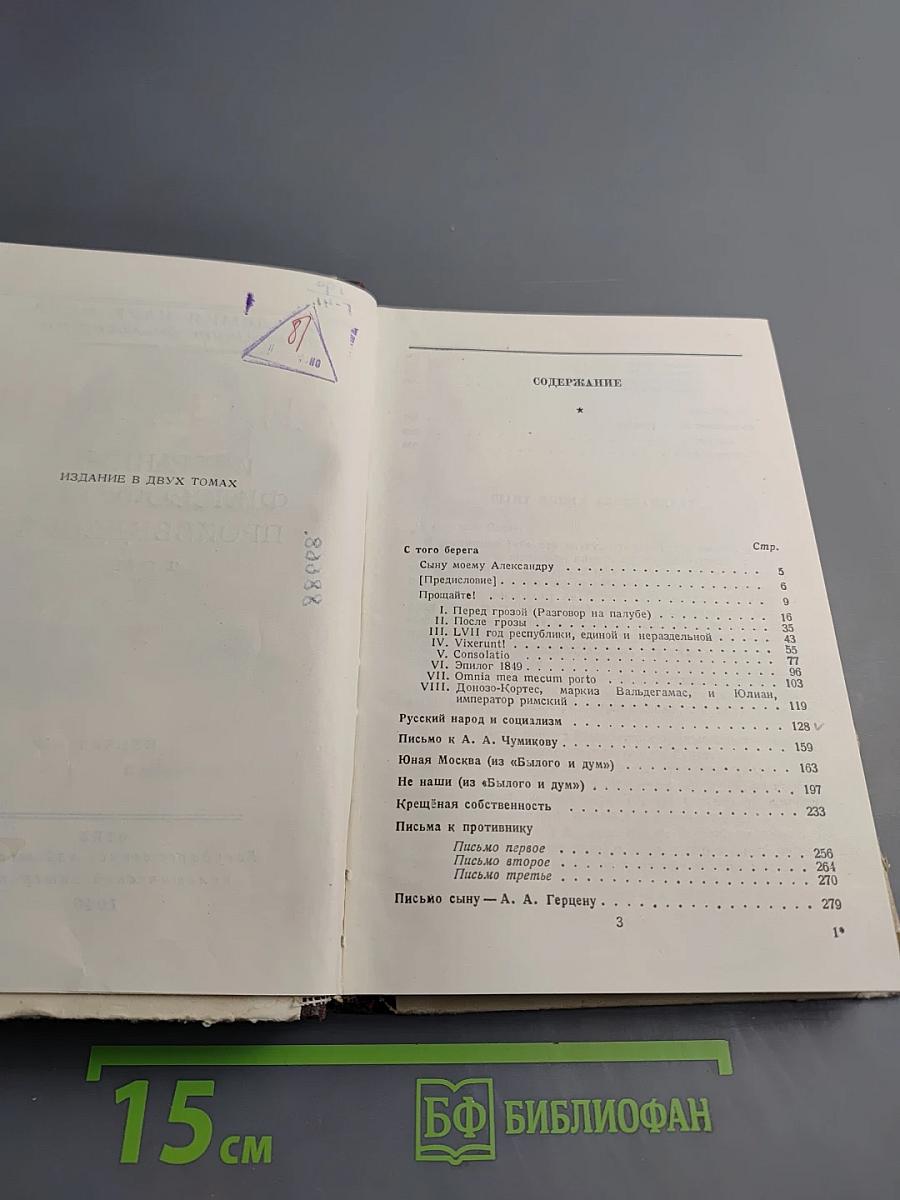 87
но
ИЗДАНИЕ В ДВУХ ТОМАХ
86688
СОДЕРЖАНИЕ
★
Стр.
С того берега
Сыну моему Александру . . . . . . . . . . . . . . . 5
[Предисловие] . . . . . . . . . . . . . . . . . . . 6
Прощайте! . . . . . . . . . . . . . . . . . . . . 9
I. Перед грозой (Разговор на палубе) . . . . . . . . . 16
II. После грозы . . . . . . . . . . . . . . . . . . 35
III. LVII год республики, единой и нераздельной . . . . . 43
IV. Vixerunt! . . . . . . . . . . . . . . . . . . . 55
V. Consolatio . . . . . . . . . . . . . . . . . . 77
VI. Эпилог 1849 . . . . . . . . . . . . . . . . . . 96
VII. Omnia mea mecum porto . . . . . . . . . . . . . 103
VIII. Донозо-Кортес, маркиз Вальдегамас, и Юлиан,
император римский . . . . . . . . . . . . . . . 119
Русский народ и социализм . . . . . . . . . . . . . . 128
Письмо к А. А. Чумикову . . . . . . . . . . . . . . . 159
Юная Москва (из «Былого и дум») . . . . . . . . . . . 163
Не наши (из «Былого и дум») . . . . . . . . . . . . . 197
Крещёная собственность . . . . . . . . . . . . . . . 233
Письма к противнику
Письмо первое . . . . . . . . . . . . . . . . . 256
Письмо второе . . . . . . . . . . . . . . . . . 264
Письмо третье . . . . . . . . . . . . . . . . . 270
Письмо сыну — А. А. Герцену . . . . . . . . . . . . . 279
3
1*
15 см
БФ БИБЛИОФАН